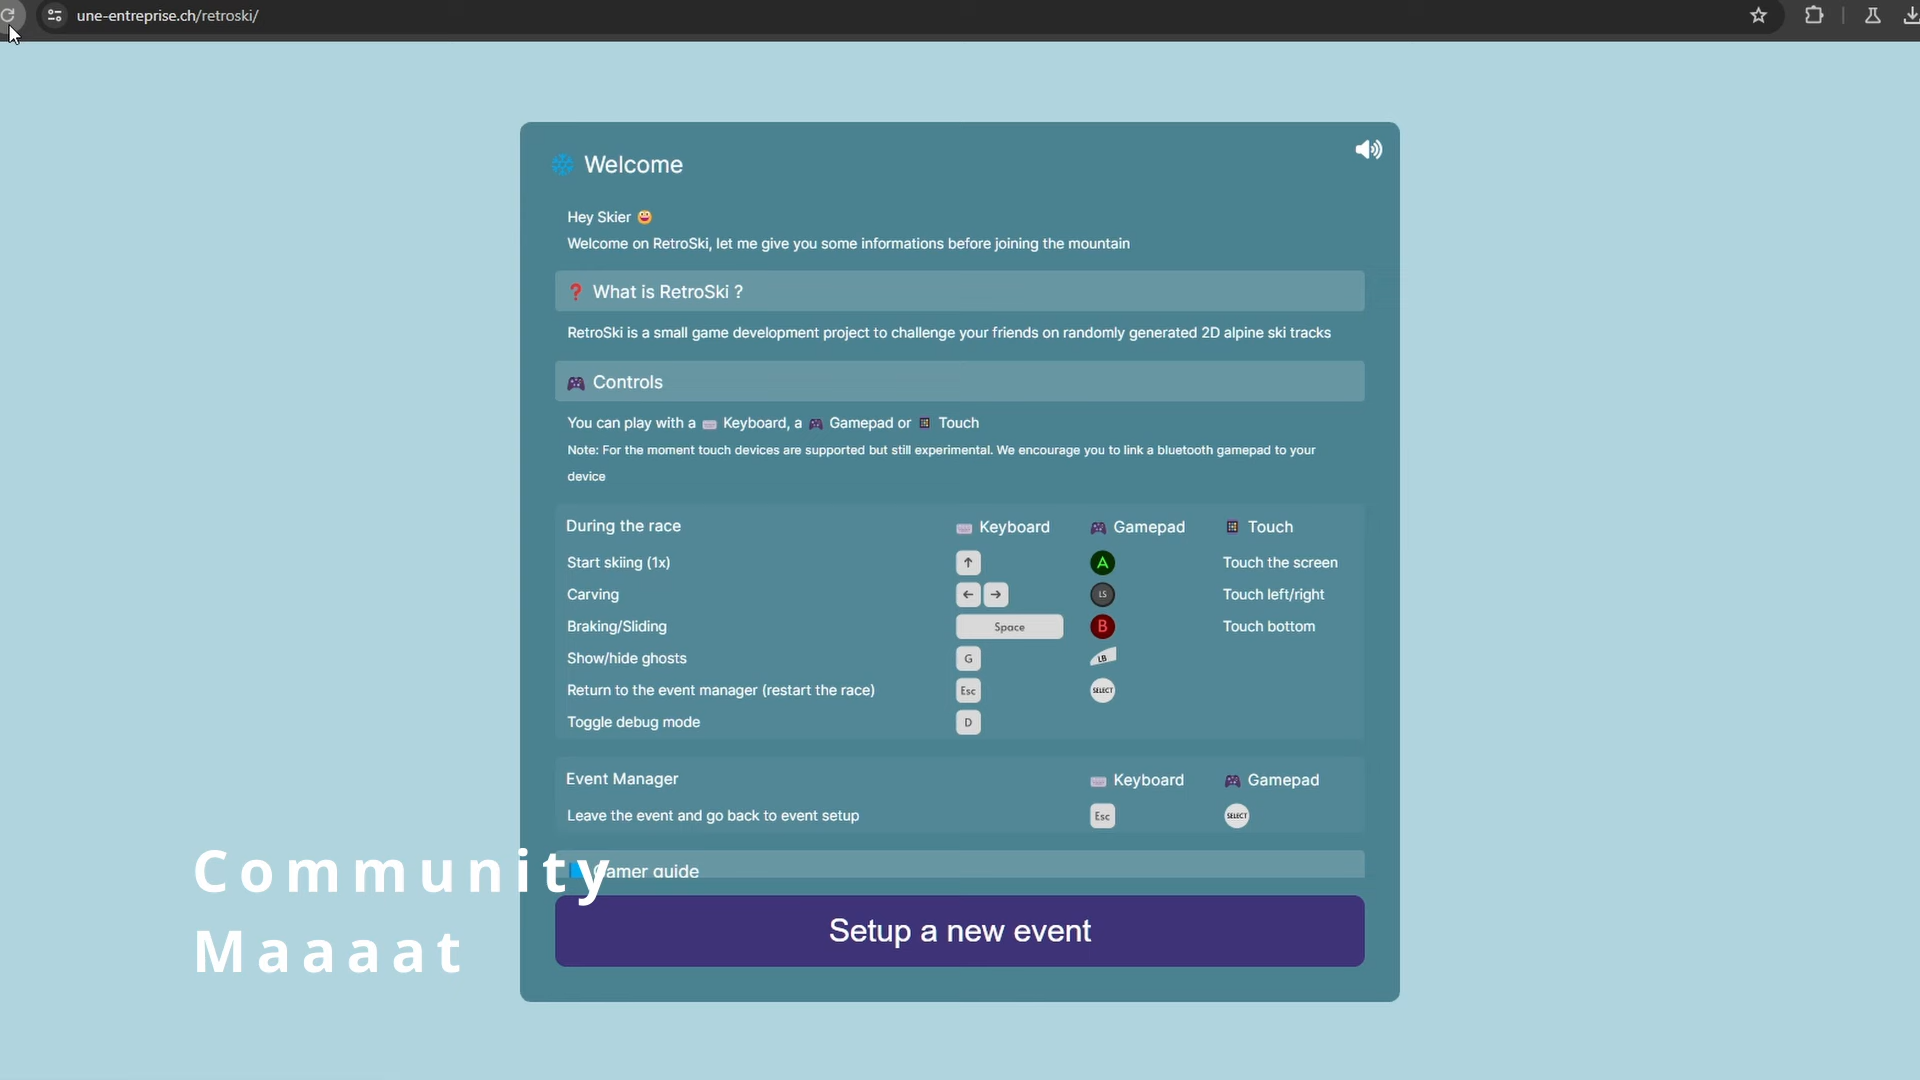 une-entreprise.ch/retroski/
Welcome
Hey Skier
Welcome on RetroSki, let me give you some informations before joining the mountain
What is RetroSki ?
RetroSki is a small game development project to challenge your friends on randomly generated 2D alpine ski tracks
Controls
You can play with a Keyboard, a Gamepad or Touch
Note: For the moment touch devices are supported but still experimental. We encourage you to link a bluetooth gamepad to your
device
During the race Keyboard Gamepad Touch
Start skiing (1x) ↑ A Touch the screen
Carving ← → LS Touch left/right
Braking/Sliding Space B Touch bottom
Show/hide ghosts G LB
Return to the event manager (restart the race) Esc SELECT
Toggle debug mode D
Event Manager Keyboard Gamepad
Leave the event and go back to event setup Esc SELECT
Gamer guide
Setup a new event
Community
Maaaat